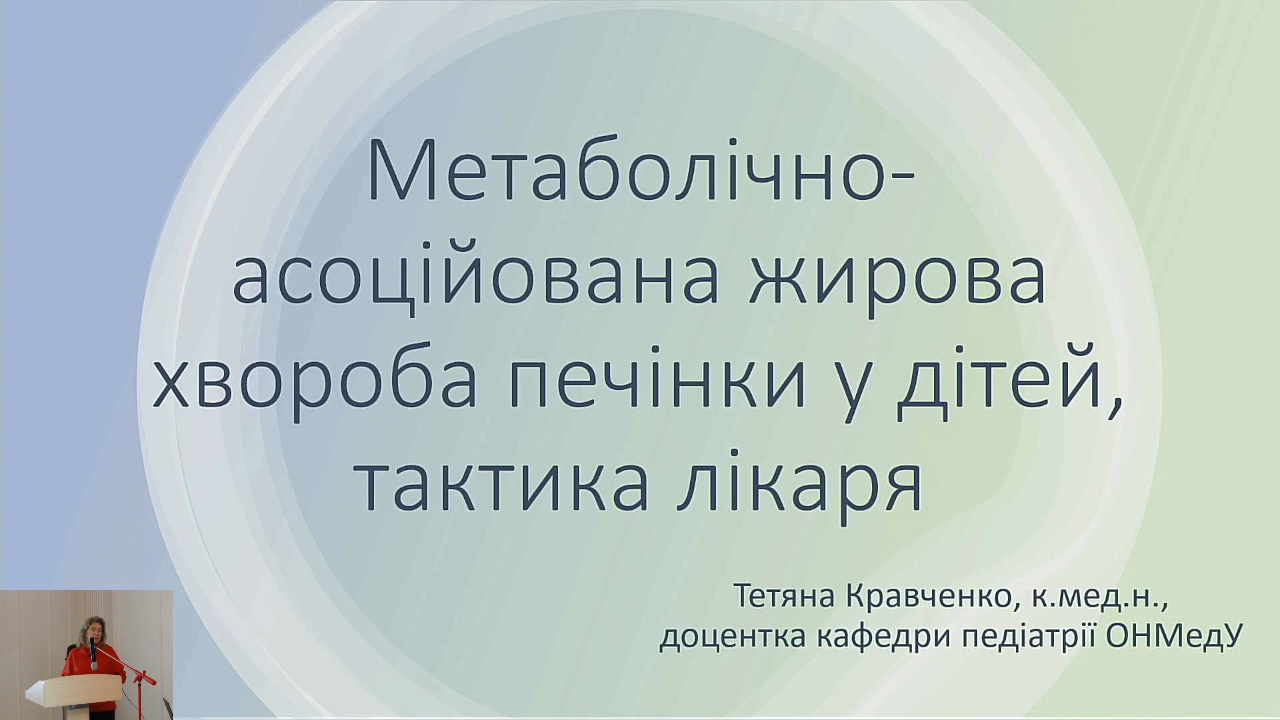 Метаболічно-
асоційована жирова
хвороба печінки у дітей,
тактика лікаря
Тетяна Кравченко, к.мед.н.,
доцентка кафедри педіатрії ОНМедУ